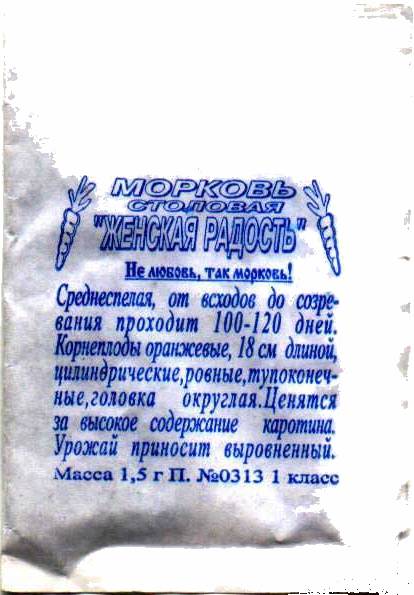 МОРКОВЬ
СТОЛОВАЯ
"ЖЕНСКАЯ РАДОСТЬ"
Не любовь, так морковь!
Среднеспелая, от всходов до созре-
вания проходит 100-120 дней.
Корнеплоды оранжевые, 18 см длиной,
цилиндрические,ровные,тупоконеч-
ные,головка округлая.Ценятся
за высокое содержание каротина.
Урожай приносит выровненный.
Масса 1,5 г П. №0313 1 класс